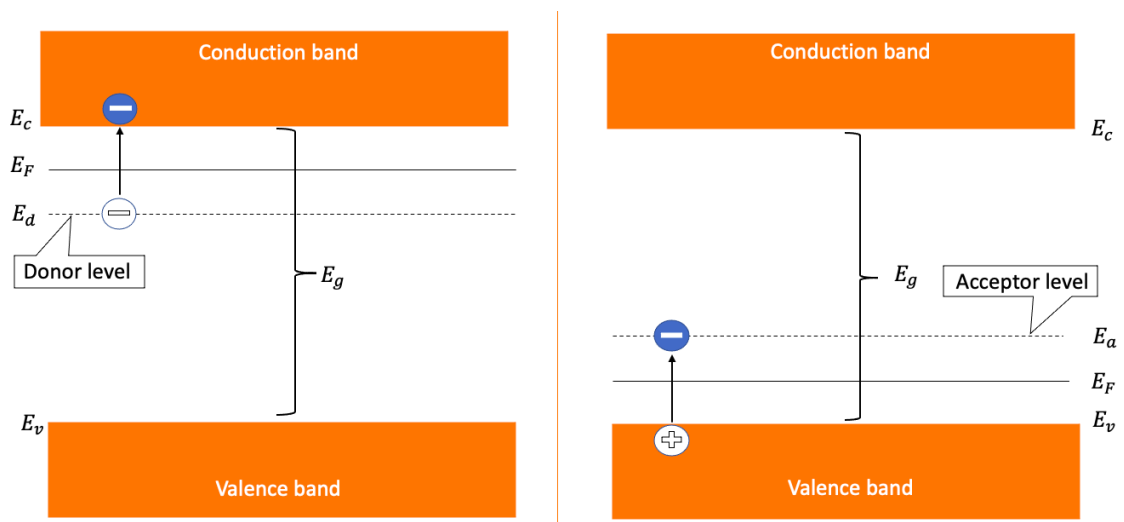 Conduction band
E_c
E_F
E_d
Donor level
E_g
E_v
Valence band
Conduction band
E_c
E_g
Acceptor level
E_a
E_F
E_v
Valence band